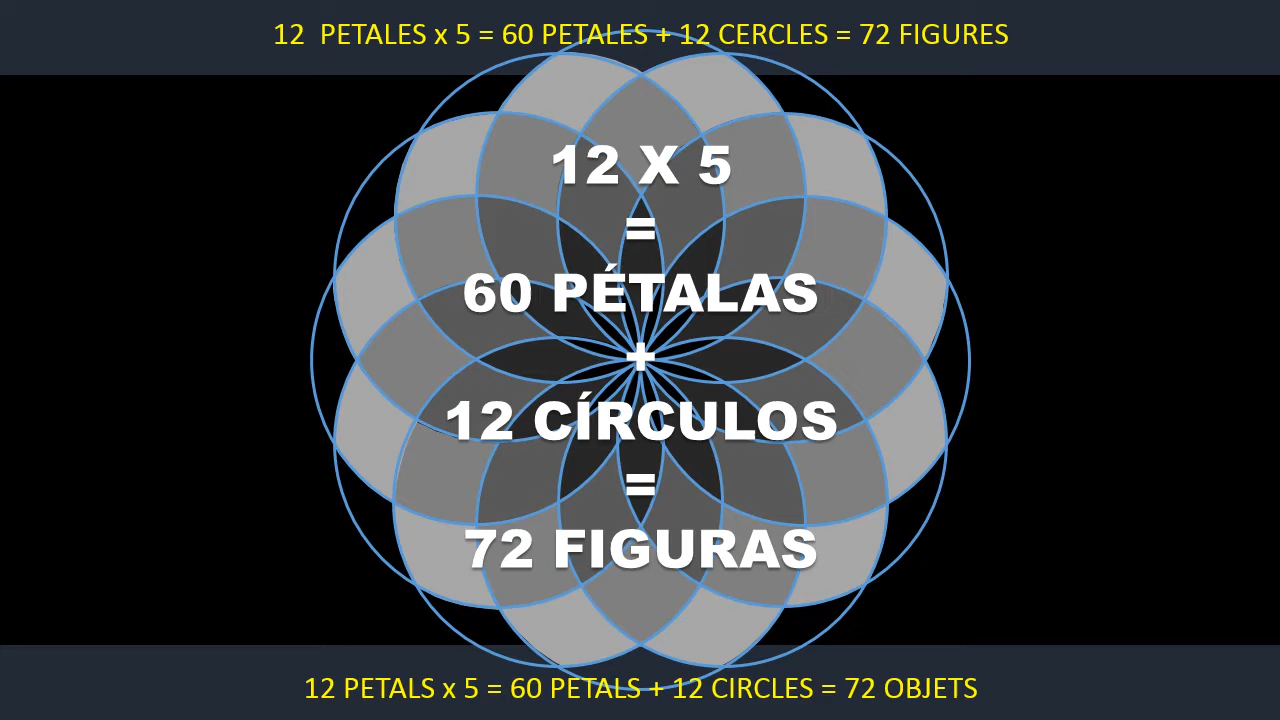 12  PETALES x 5 = 60 PETALES + 12 CERCLES = 72 FIGURES
12 X 5
=
60 PÉTALAS
+
12 CÍRCULOS
=
72 FIGURAS
12 PETALS x 5 = 60 PETALS + 12 CIRCLES = 72 OBJETS